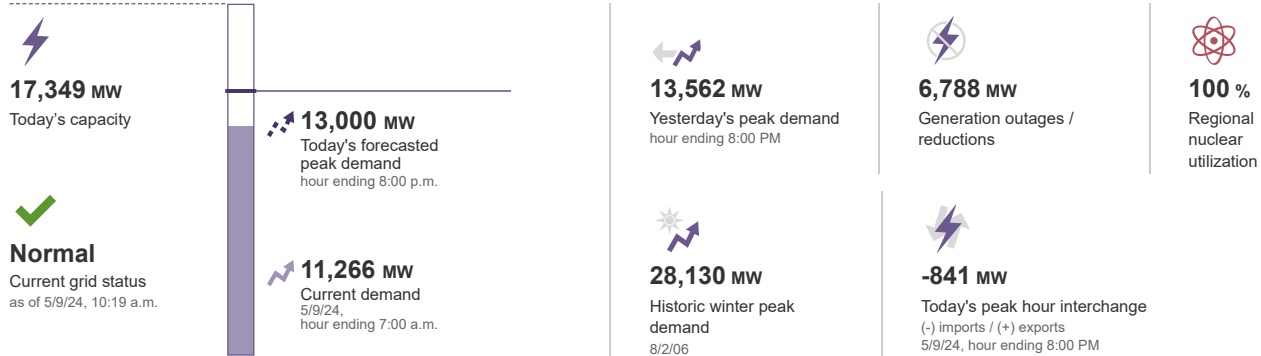 17,349 MW
Today's capacity
Normal
Current grid status
as of 5/9/24, 10:19 a.m.
13,000 MW
Today's forecasted
peak demand
hour ending 8:00 p.m.
11,266 MW
Current demand
5/9/24,
hour ending 7:00 a.m.
13,562 MW
Yesterday's peak demand
hour ending 8:00 PM
6,788 MW
Generation outages /
reductions
100 %
Regional
nuclear
utilization
28,130 MW
Historic winter peak
demand
8/2/06
-841 MW
Today's peak hour interchange
(-) imports / (+) exports
5/9/24, hour ending 8:00 PM